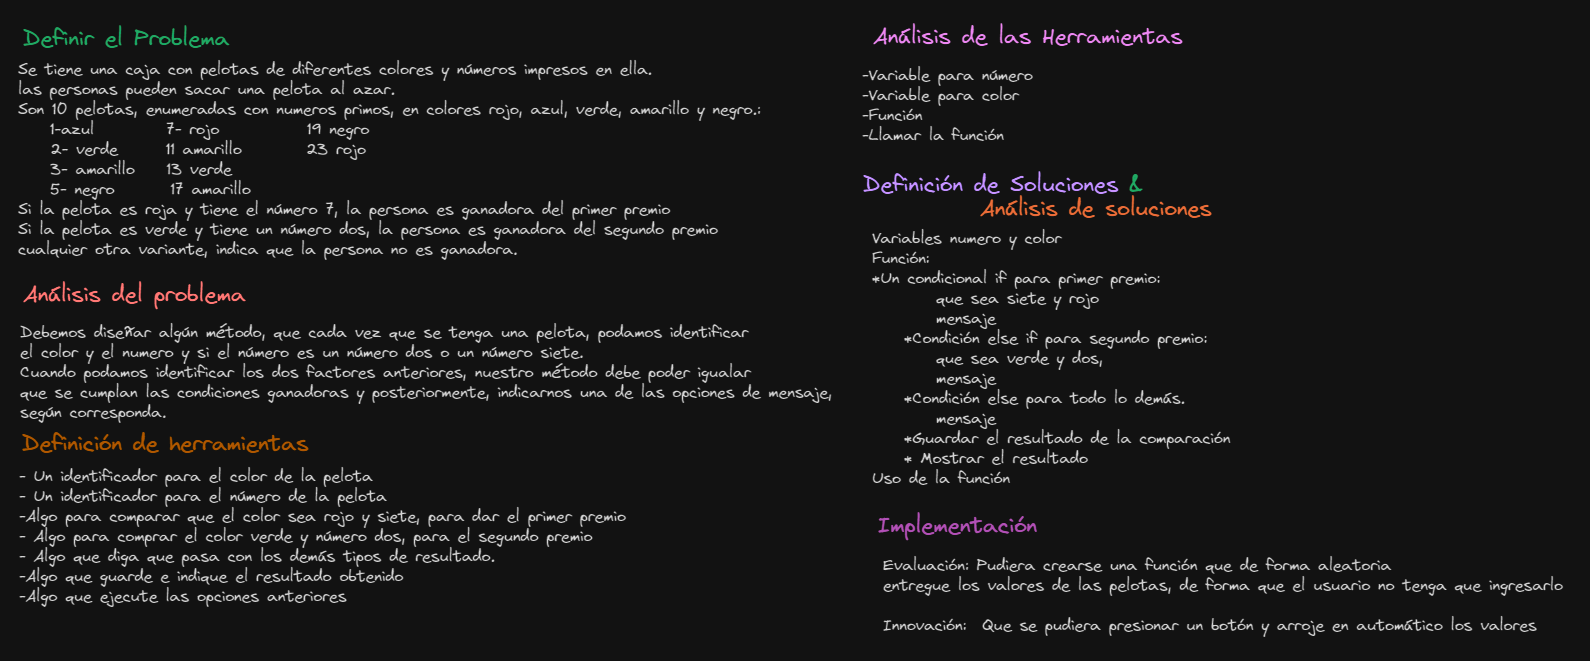 Definir el Problema
Se tiene una caja con pelotas de diferentes colores y números impresos en ella.
las personas pueden sacar una pelota al azar.
Son 10 pelotas, enumeradas con numeros primos, en colores rojo, azul, verde, amarillo y negro.:
1-azul 7- rojo 19 negro
2- verde 11 amarillo 23 rojo
3- amarillo 13 verde
5- negro 17 amarillo
Si la pelota es roja y tiene el número 7, la persona es ganadora del primer premio
Si la pelota es verde y tiene un número dos, la persona es ganadora del segundo premio
cualquier otra variante, indica que la persona no es ganadora.
Análisis del problema
Debemos diseñar algún método, que cada vez que se tenga una pelota, podamos identificar
el color y el numero y si el número es un número dos o un número siete.
Cuando podamos identificar los dos factores anteriores, nuestro método debe poder igualar
que se cumplan las condiciones ganadoras y posteriormente, indicarnos una de las opciones de mensaje,
según corresponda.
Definición de herramientas
- Un identificador para el color de la pelota
- Un identificador para el número de la pelota
-Algo para comparar que el color sea rojo y siete, para dar el primer premio
- Algo para comprar el color verde y número dos, para el segundo premio
- Algo que diga que pasa con los demás tipos de resultado.
-Algo que guarde e indique el resultado obtenido
-Algo que ejecute las opciones anteriores
Análisis de las Herramientas
-Variable para número
-Variable para color
-Función
-Llamar la función
Definición de Soluciones &
Análisis de soluciones
Variables numero y color
Función:
*Un condicional if para primer premio:
que sea siete y rojo
mensaje
*Condición else if para segundo premio:
que sea verde y dos,
mensaje
*Condición else para todo lo demás.
mensaje
*Guardar el resultado de la comparación
* Mostrar el resultado
Uso de la función
Implementación
Evaluación: Pudiera crearse una función que de forma aleatoria
entregue los valores de las pelotas, de forma que el usuario no tenga que ingresarlo
Innovación: Que se pudiera presionar un botón y arroje en automático los valores